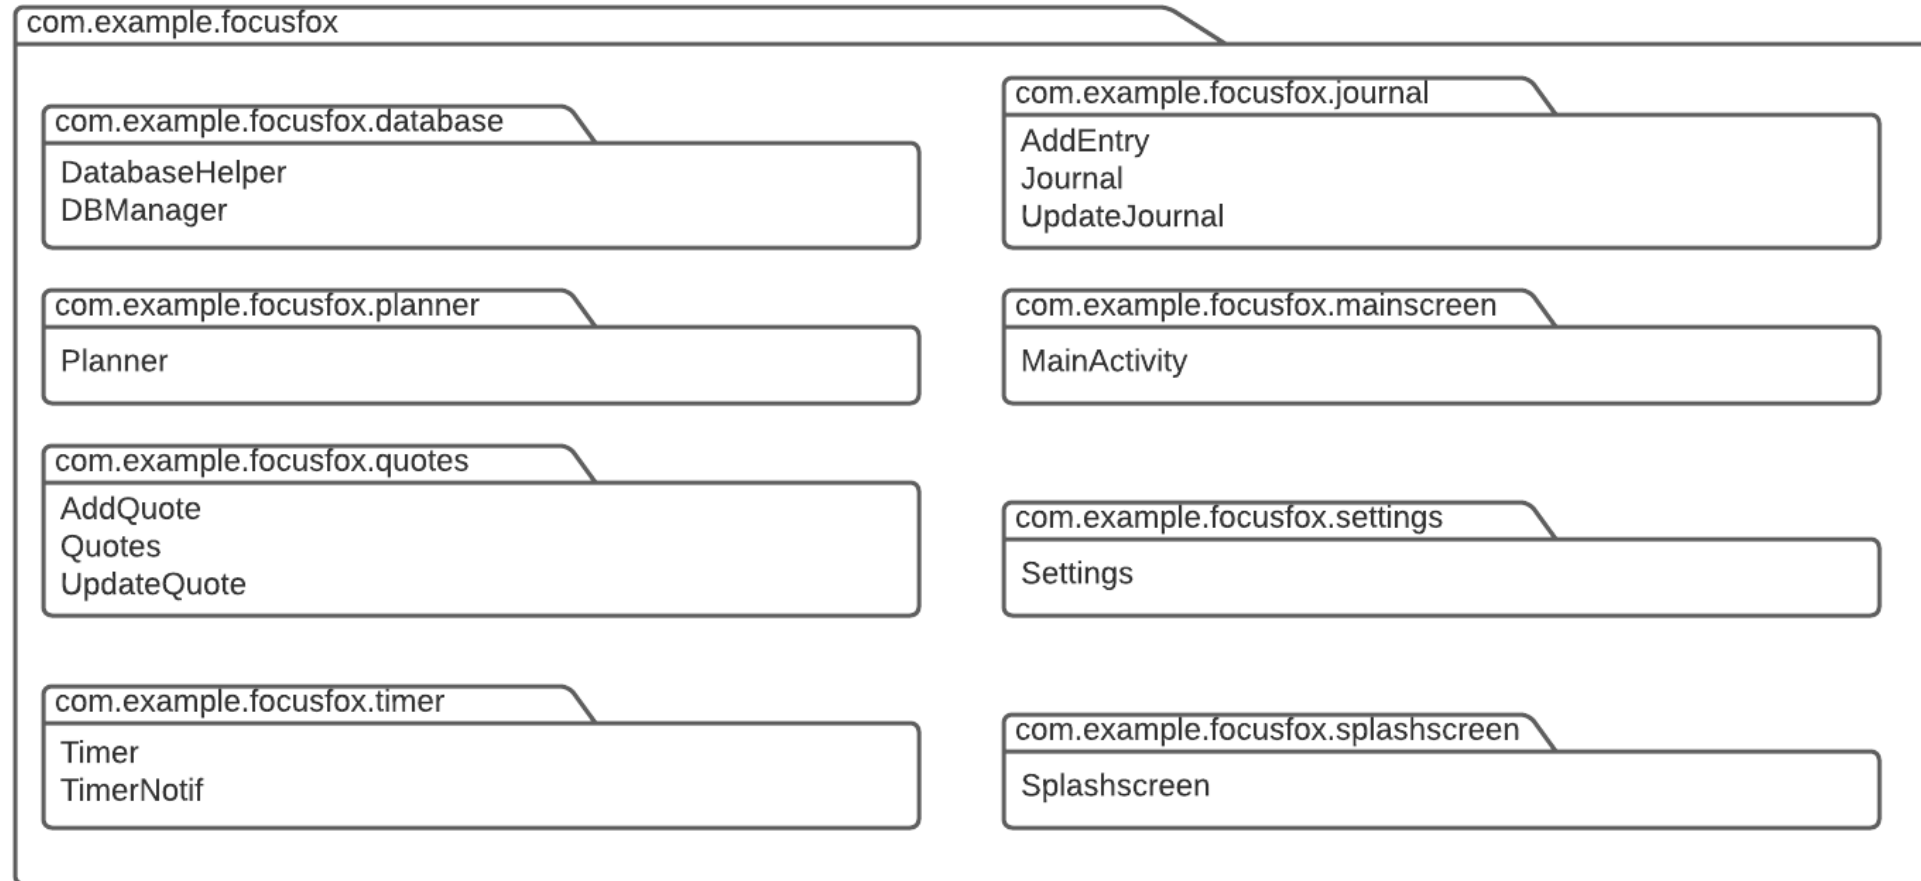 com.example.focusfox
com.example.focusfox.database
DatabaseHelper
DBManager
com.example.focusfox.journal
AddEntry
Journal
UpdateJournal
com.example.focusfox.planner
Planner
com.example.focusfox.mainscreen
MainActivity
com.example.focusfox.quotes
AddQuote
Quotes
UpdateQuote
com.example.focusfox.settings
Settings
com.example.focusfox.timer
Timer
TimerNotif
com.example.focusfox.splashscreen
Splashscreen